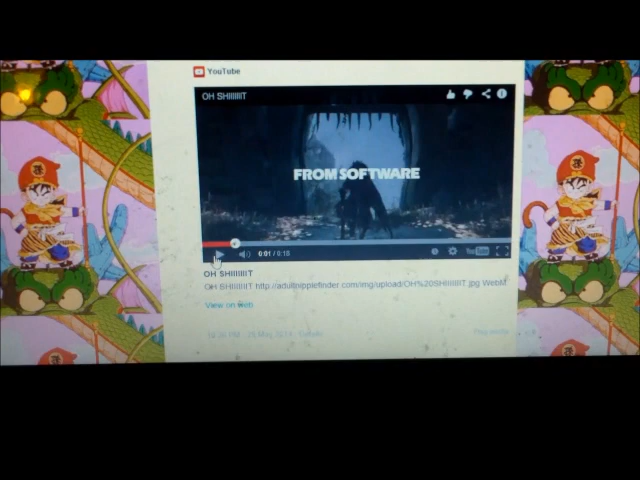 YouTube
OH SHIIIIIIT
FROM SOFTWARE
0:01 / 0:18
YouTube
OH SHIIIIIIT
OH SHIIIIIIT http://adultnipplefinder.com/img/upload/OH%20SHIIIIIIT.jpg WebM
View on web